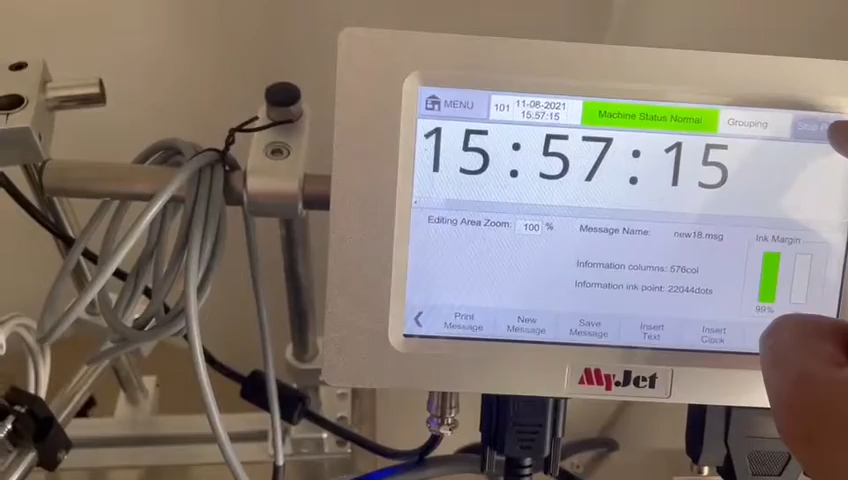 MENU
101
11-08-2021
15:57:15
Machine Status Normal
Grouping
Stop
15:57:15
Editing Area Zoom: 100 %
Message Name: new18.msg
Ink Margin
Information columns: 576col
Information ink point: 22044dots
99%
Print Message
New Message
Save Message
Insert Text
Insert Clock
MyJet